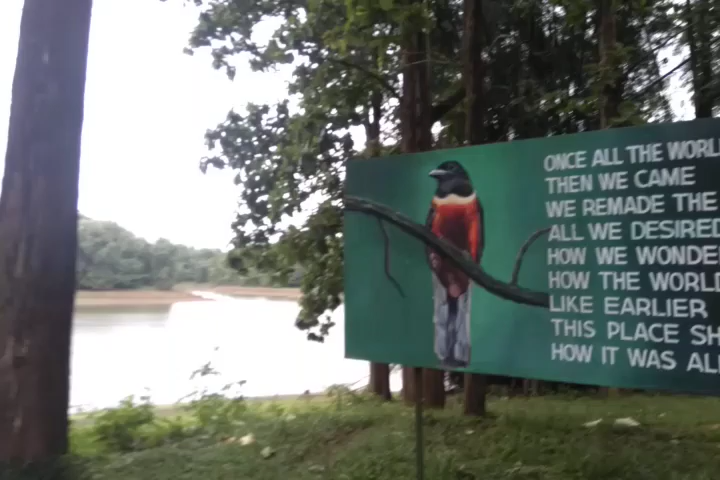 ONCE ALL THE WORL
THEN WE CAME
WE REMADE THE
ALL WE DESIRED
HOW WE WONDE
HOW THE WORLD
LIKE EARLIER
THIS PLACE SH
HOW IT WAS AL